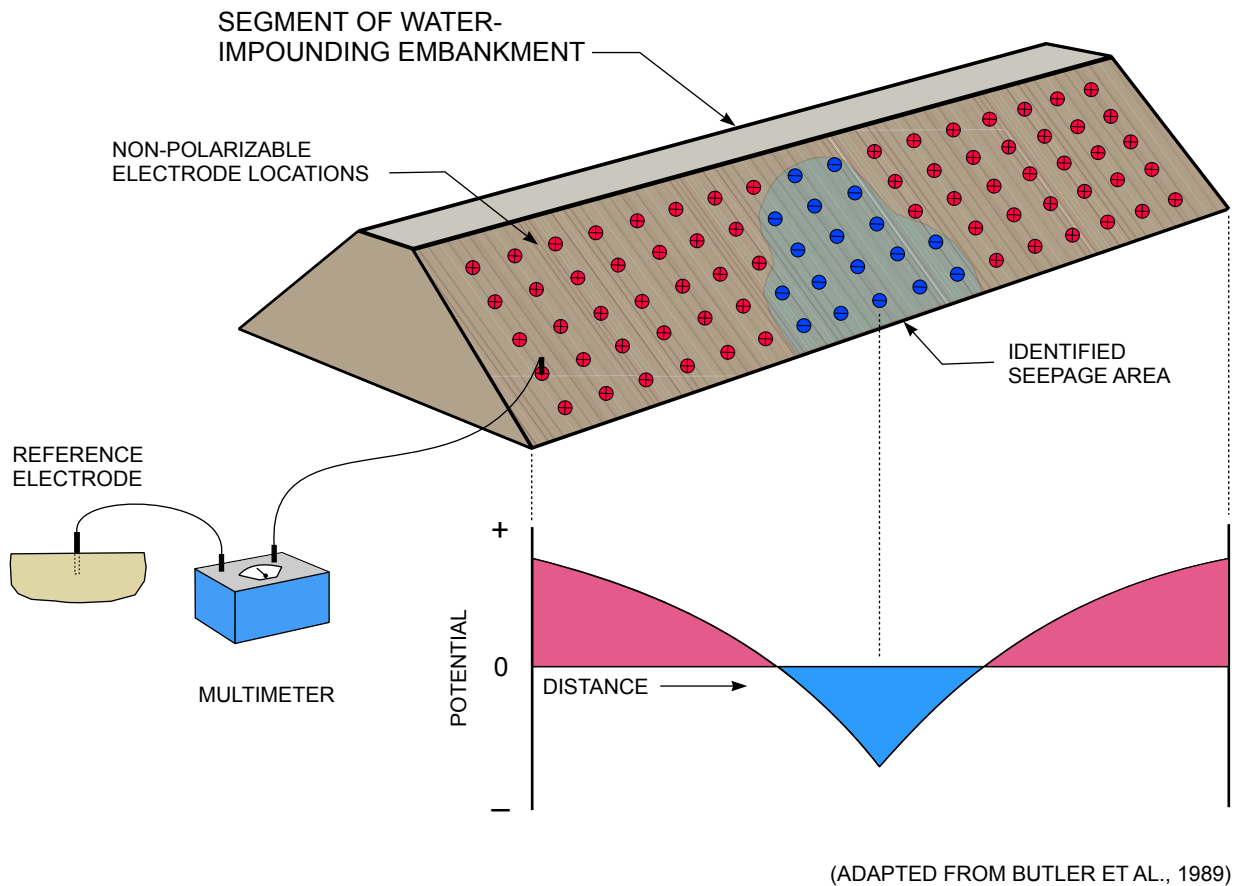 SEGMENT OF WATER-
IMPOUNDING EMBANKMENT
NON-POLARIZABLE
ELECTRODE LOCATIONS
IDENTIFIED
SEEPAGE AREA
REFERENCE
ELECTRODE
MULTIMETER
+
POTENTIAL
0
DISTANCE
–
(ADAPTED FROM BUTLER ET AL., 1989)